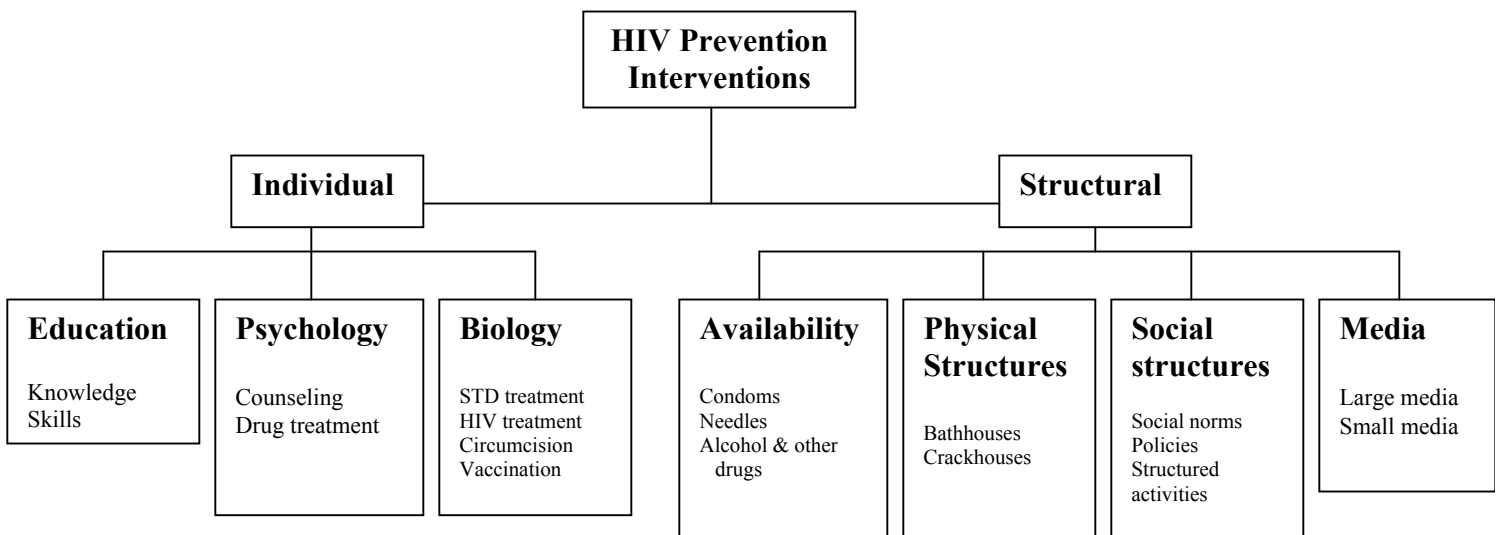 HIV Prevention
Interventions
Individual
Structural
Education
Knowledge
Skills
Psychology
Counseling
Drug treatment
Biology
STD treatment
HIV treatment
Circumcision
Vaccination
Availability
Condoms
Needles
Alcohol & other
drugs
Physical
Structures
Bathhouses
Crackhouses
Social
structures
Social norms
Policies
Structured
activities
Media
Large media
Small media